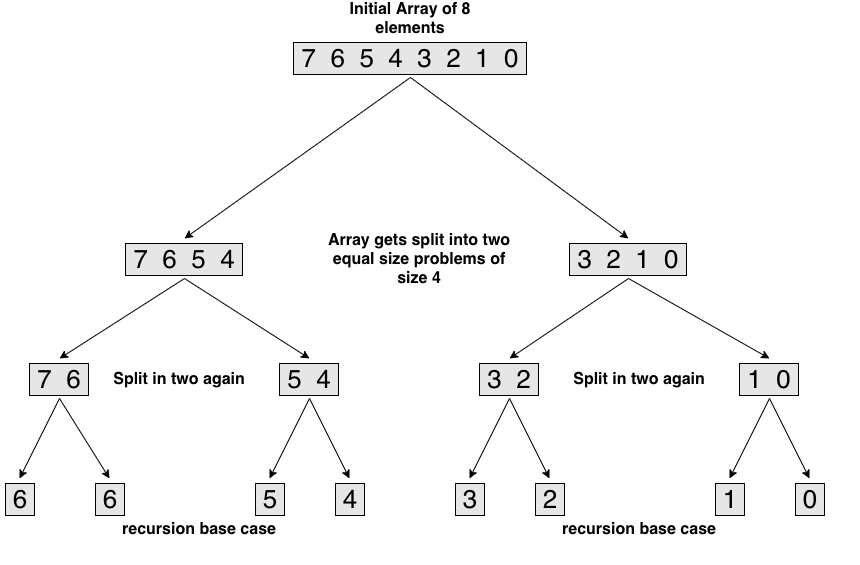 Initial Array of 8
elements
7 6 5 4 3 2 1 0
Array gets split into two
equal size problems of
size 4
7 6 5 4
3 2 1 0
7 6
Split in two again
5 4
3 2
Split in two again
1 0
6
6
5
4
3
2
1
0
recursion base case
recursion base case